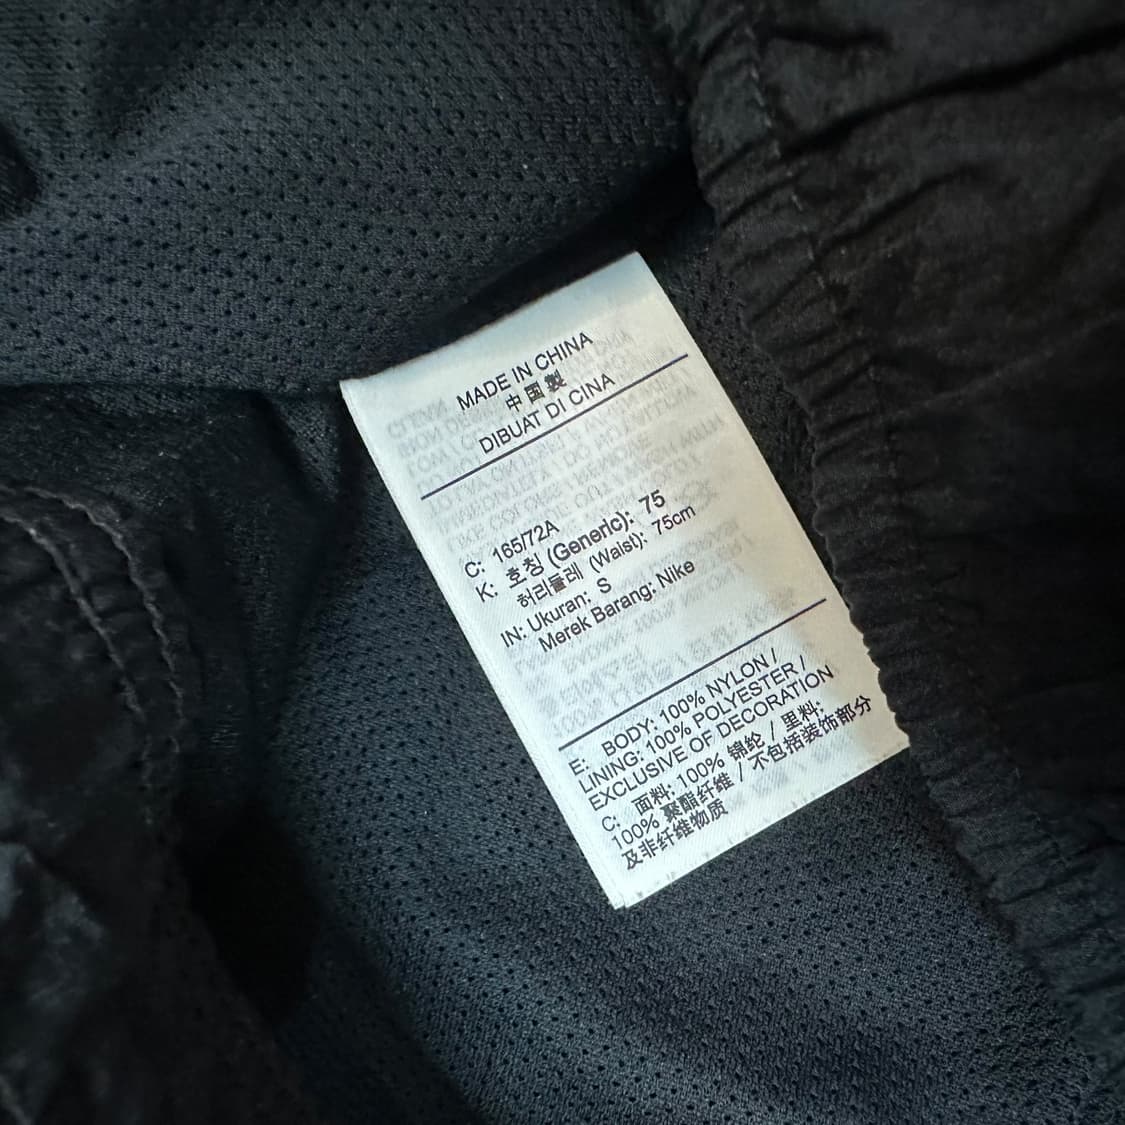 MADE IN CHINA
中国製
DIBUAT DI CINA
C: 165/72A
K: 호칭 (Generic): 75
허리둘레 (Waist): 75cm
IN: Ukuran: S
Merek Barang: Nike
E: BODY: 100% NYLON /
LINING: 100% POLYESTER /
EXCLUSIVE OF DECORATION
C: 面料: 100% 锦纶 / 里料:
100% 聚酯纤维 / 不包括装饰部分
及非纤维物质